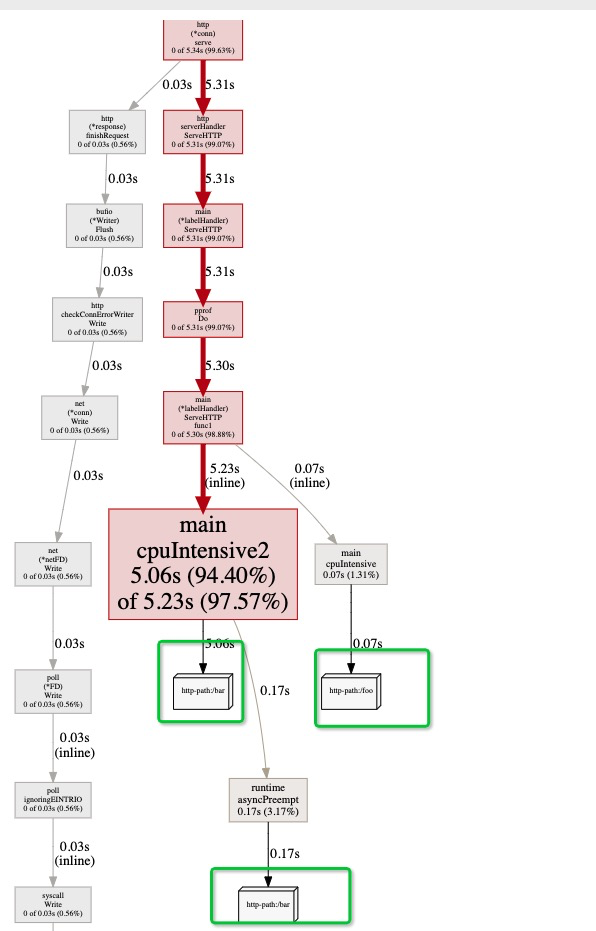 http
(*conn)
serve
0 of 5.34s (99.63%)
0.03s
5.31s
http
(*response)
finishRequest
0 of 0.03s (0.56%)
http
serverHandler
ServeHTTP
0 of 5.31s (99.07%)
0.03s
5.31s
bufio
(*Writer)
Flush
0 of 0.03s (0.56%)
main
(*labelHandler)
ServeHTTP
0 of 5.31s (99.07%)
0.03s
5.31s
http
checkConnErrorWriter
Write
0 of 0.03s (0.56%)
pprof
Do
0 of 5.31s (99.07%)
0.03s
5.30s
net
(*conn)
Write
0 of 0.03s (0.56%)
main
(*labelHandler)
ServeHTTP
func1
0 of 5.30s (98.88%)
0.03s
5.23s
(inline)
0.07s
(inline)
net
(*netFD)
Write
0 of 0.03s (0.56%)
main
cpuIntensive2
5.06s (94.40%)
of 5.23s (97.57%)
main
cpuIntensive
0.07s (1.31%)
0.03s
5.06s
0.07s
poll
(*FD)
Write
0 of 0.03s (0.56%)
http-path:/bar
0.17s
http-path:/foo
0.03s
(inline)
poll
ignoringEINTRIO
0 of 0.03s (0.56%)
runtime
asyncPreempt
0.17s (3.17%)
0.03s
(inline)
0.17s
syscall
Write
0 of 0.03s (0.56%)
http-path:/bar